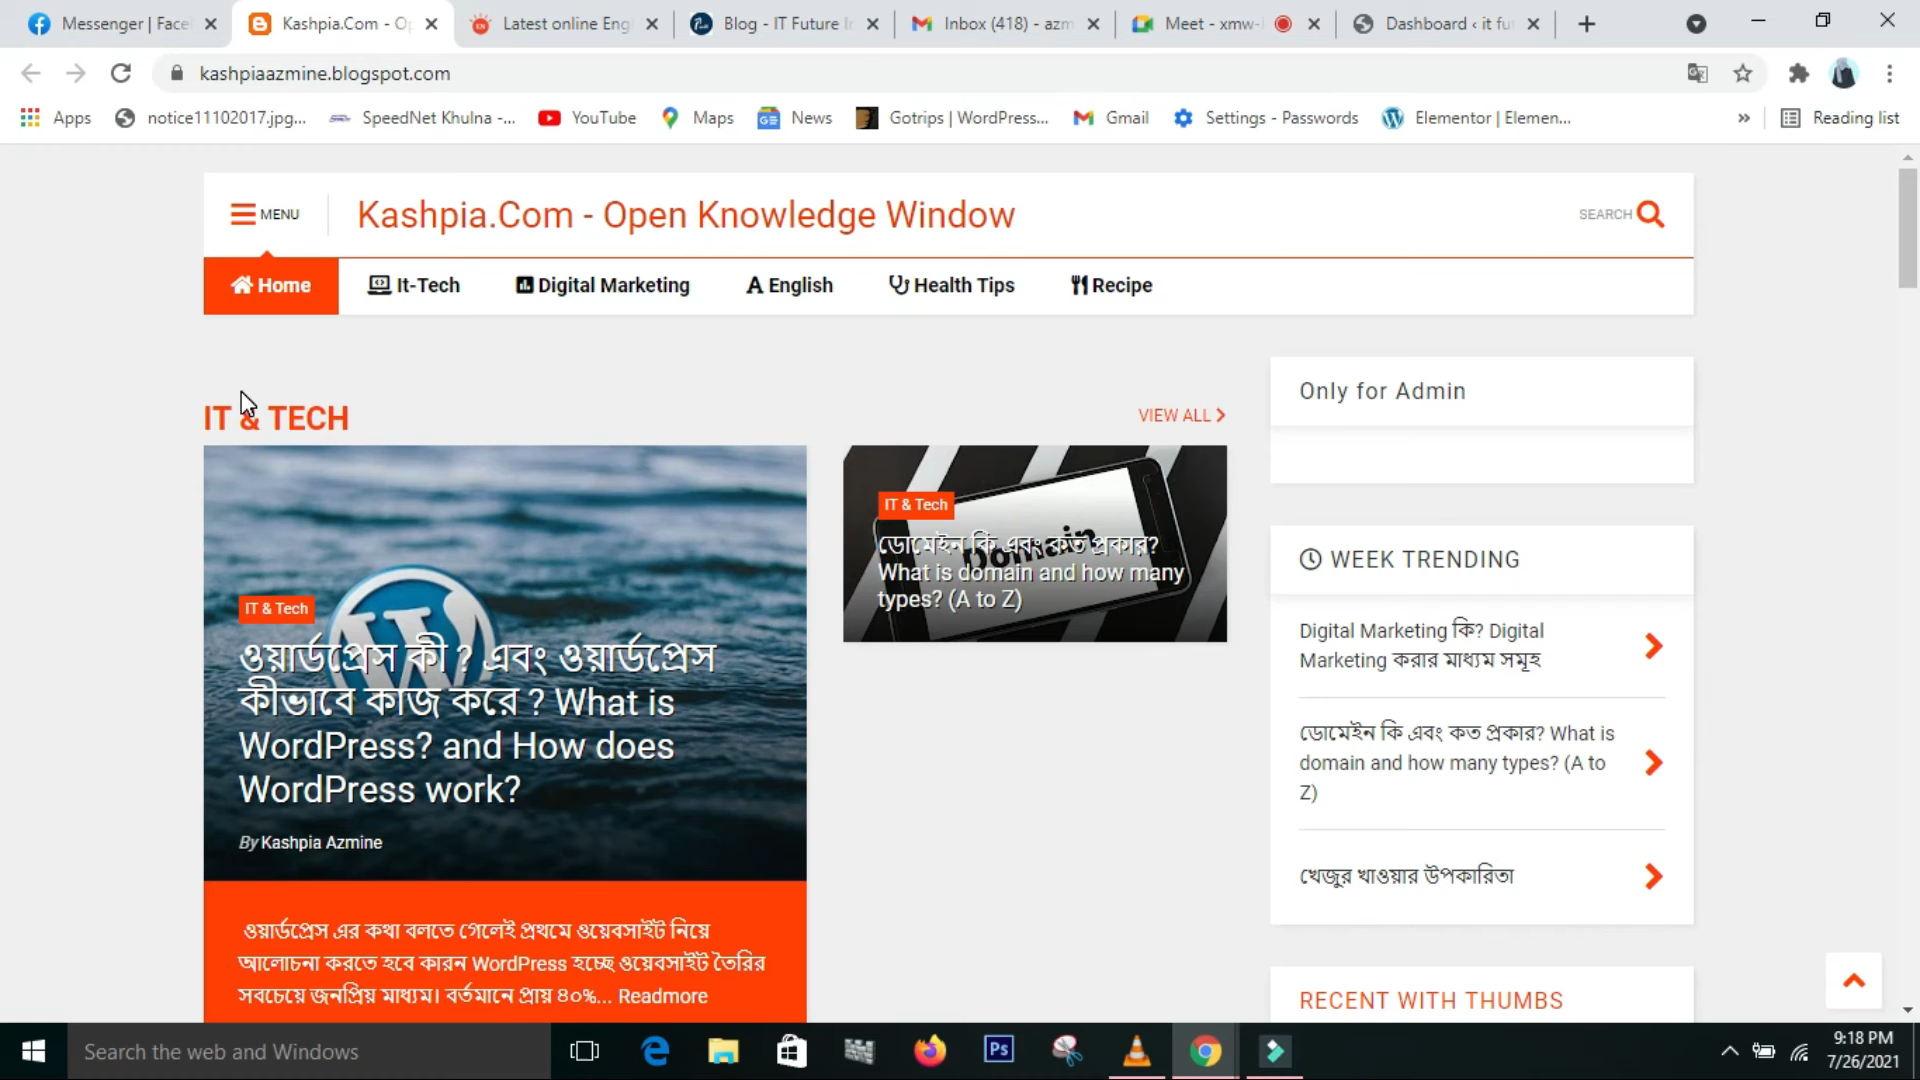 Messenger | Face
Kashpia.Com - Op
Latest online Eng
Blog - IT Future In
Inbox (418) - azm
Meet - xmw-
Dashboard ‹ it fu
kashpiaazmine.blogspot.com
Apps
notice11102017.jpg...
SpeedNet Khulna -...
YouTube
Maps
News
Gotrips | WordPress...
Gmail
Settings - Passwords
Elementor | Elemen...
»
Reading list
MENU
Kashpia.Com - Open Knowledge Window
SEARCH
Home
It-Tech
Digital Marketing
English
Health Tips
Recipe
IT & TECH
VIEW ALL
IT & Tech
ওয়ার্ডপ্রেস কী ? এবং ওয়ার্ডপ্রেস
কীভাবে কাজ করে ? What is
WordPress? and How does
WordPress work?
By Kashpia Azmine
ওয়ার্ডপ্রেস এর কথা বলতে গেলেই প্রথমে ওয়েবসাইট নিয়ে
আলোচনা করতে হবে কারন WordPress হচ্ছে ওয়েবসাইট তৈরির
সবচেয়ে জনপ্রিয় মাধ্যম। বর্তমানে প্রায় ৪০%... Readmore
IT & Tech
Domain
ডোমেইন কি এবং কত প্রকার?
What is domain and how many
types? (A to Z)
Only for Admin
WEEK TRENDING
Digital Marketing কি? Digital
Marketing করার মাধ্যম সমূহ
ডোমেইন কি এবং কত প্রকার? What is
domain and how many types? (A to
Z)
খেজুর খাওয়ার উপকারিতা
RECENT WITH THUMBS
Search the web and Windows
Ps
9:18 PM
7/26/2021